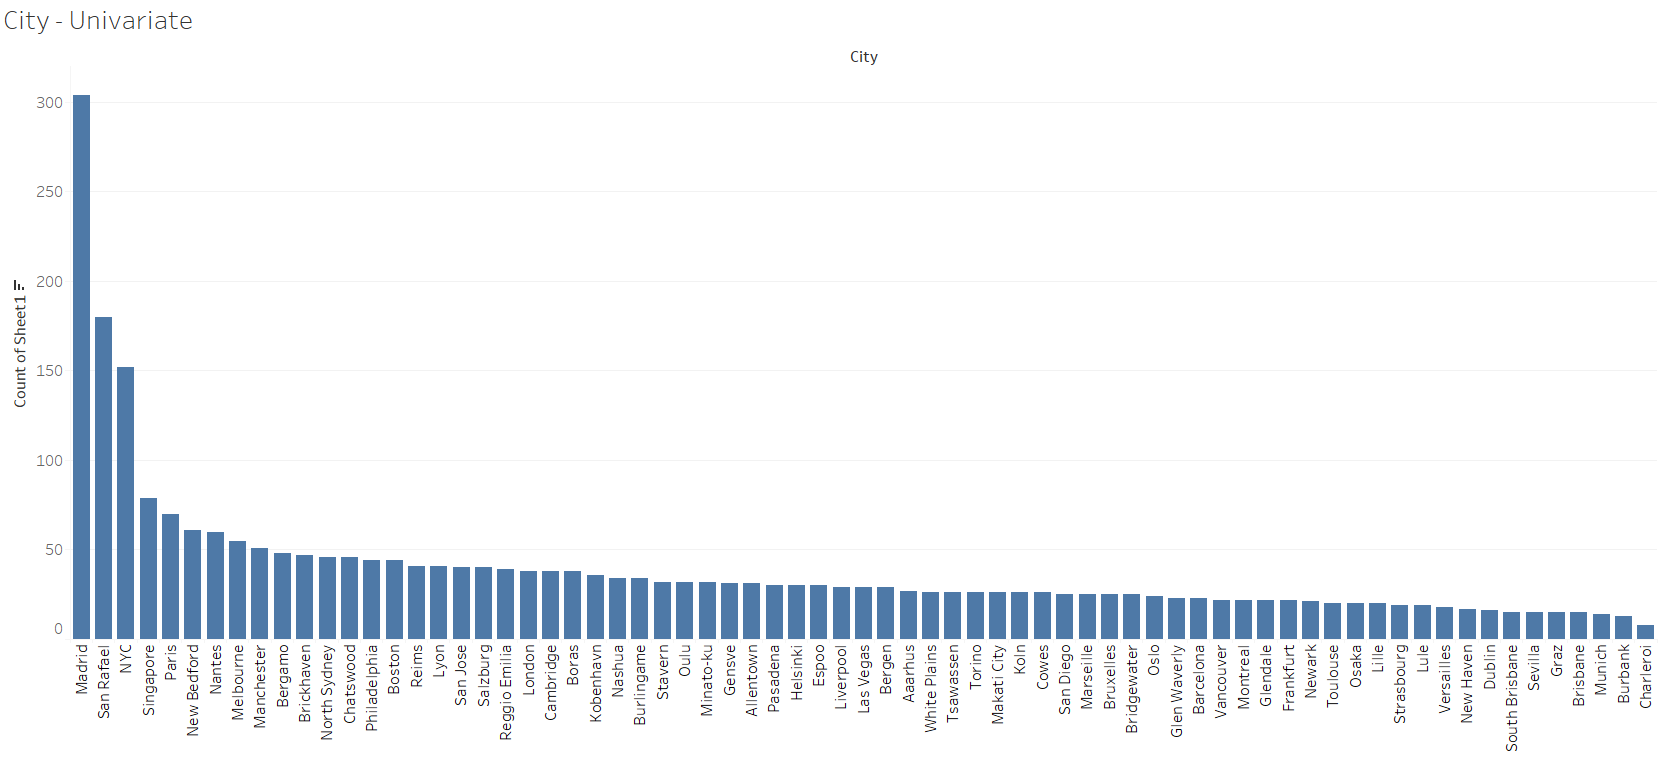 City - Univariate
City
300
250
200
150
100
50
0
Count of Sheet1
Madrid
San Rafael
NYC
Singapore
Paris
New Bedford
Nantes
Melbourne
Manchester
Bergamo
Brickhaven
North Sydney
Chatswood
Philadelphia
Boston
Reims
Lyon
San Jose
Salzburg
Reggio Emilia
London
Cambridge
Boras
Kobenhavn
Nashua
Burlingame
Stavern
Oulu
Minato-ku
Gensve
Allentown
Pasadena
Helsinki
Espoo
Liverpool
Las Vegas
Bergen
Aaarhus
White Plains
Tsawassen
Torino
Makati City
Koln
Cowes
San Diego
Marseille
Bruxelles
Bridgewater
Oslo
Glen Waverly
Barcelona
Vancouver
Montreal
Glendale
Frankfurt
Newark
Toulouse
Osaka
Lille
Strasbourg
Lule
Versailles
New Haven
Dublin
South Brisbane
Sevilla
Graz
Brisbane
Munich
Burbank
Charleroi